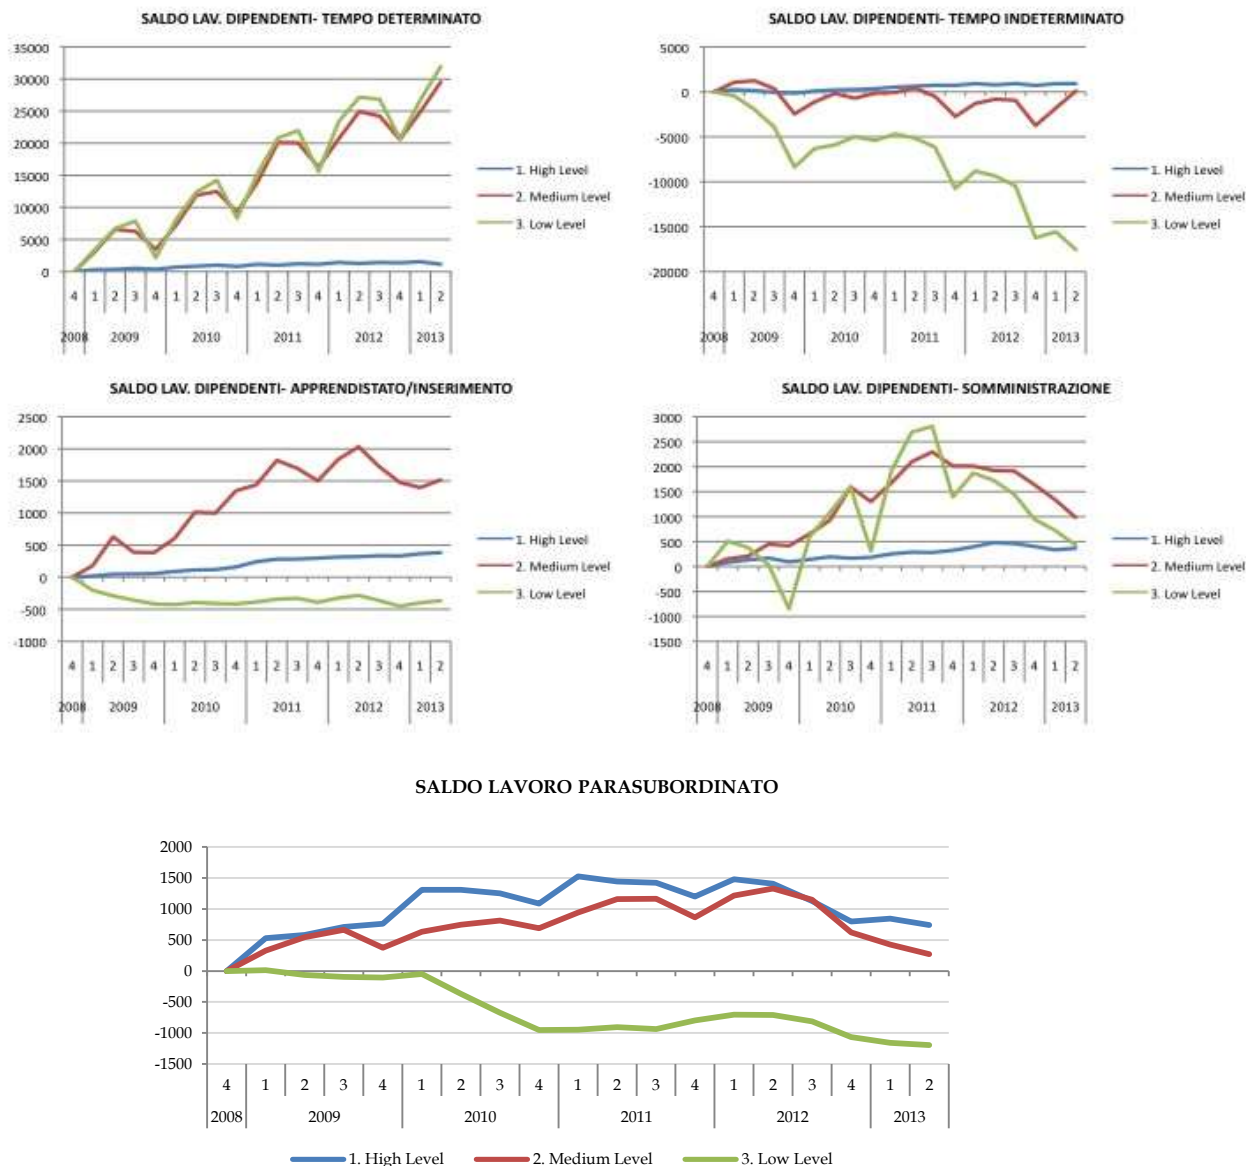 SALDO LAV. DIPENDENTI- TEMPO DETERMINATO
35000
30000
25000
20000
15000
10000
5000
0
4 1 2 3 4 1 2 3 4 1 2 3 4 1 2 3 4 1 2
2008 2009 2010 2011 2012 2013
1. High Level
2. Medium Level
3. Low Level
SALDO LAV. DIPENDENTI- TEMPO INDETERMINATO
5000
0
-5000
-10000
-15000
-20000
4 1 2 3 4 1 2 3 4 1 2 3 4 1 2 3 4 1 2
2008 2009 2010 2011 2012 2013
1. High Level
2. Medium Level
3. Low Level
SALDO LAV. DIPENDENTI- APPRENDISTATO/INSERIMENTO
2500
2000
1500
1000
500
0
-500
-1000
4 1 2 3 4 1 2 3 4 1 2 3 4 1 2 3 4 1 2
2008 2009 2010 2011 2012 2013
1. High Level
2. Medium Level
3. Low Level
SALDO LAV. DIPENDENTI- SOMMINISTRAZIONE
3000
2500
2000
1500
1000
500
0
-500
-1000
-1500
4 1 2 3 4 1 2 3 4 1 2 3 4 1 2 3 4 1 2
2008 2009 2010 2011 2012 2013
1. High Level
2. Medium Level
3. Low Level
SALDO LAVORO PARASUBORDINATO
2000
1500
1000
500
0
-500
-1000
-1500
4 1 2 3 4 1 2 3 4 1 2 3 4 1 2 3 4 1 2
2008 2009 2010 2011 2012 2013
1. High Level 2. Medium Level 3. Low Level